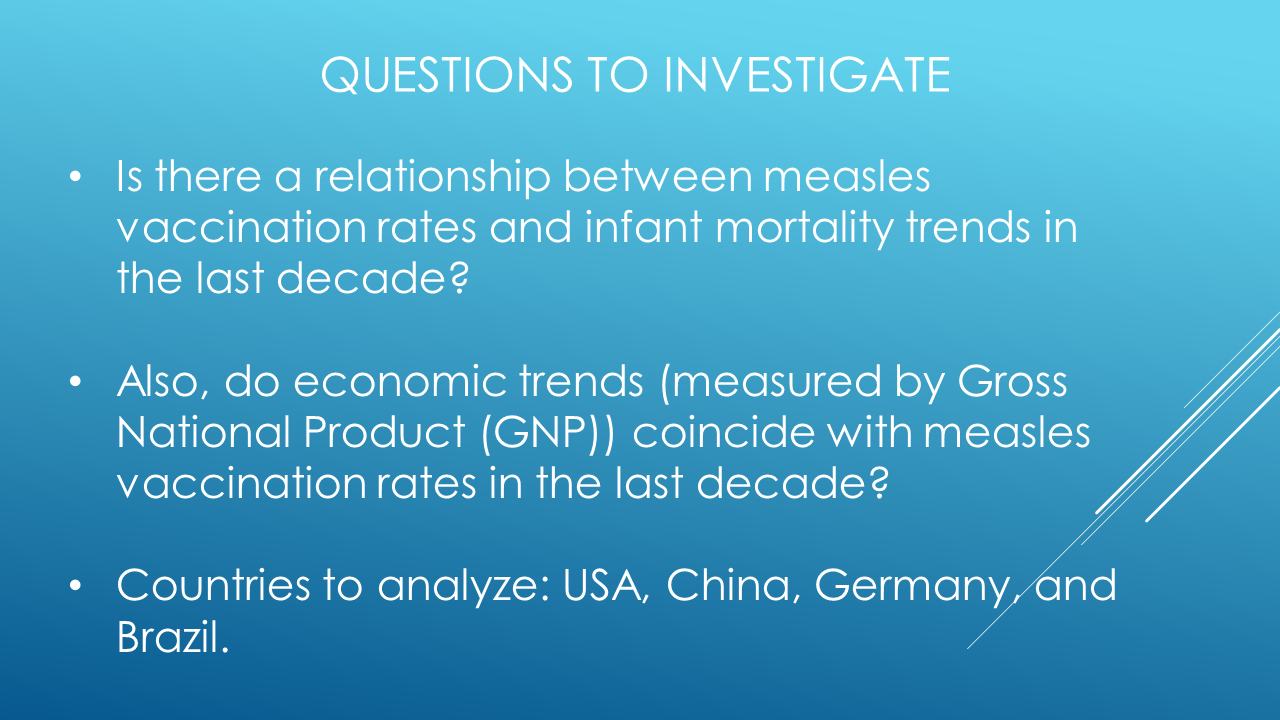 QUESTIONS TO INVESTIGATE
• Is there a relationship between measles
vaccination rates and infant mortality trends in
the last decade?
• Also, do economic trends (measured by Gross
National Product (GNP)) coincide with measles
vaccination rates in the last decade?
• Countries to analyze: USA, China, Germany, and
Brazil.